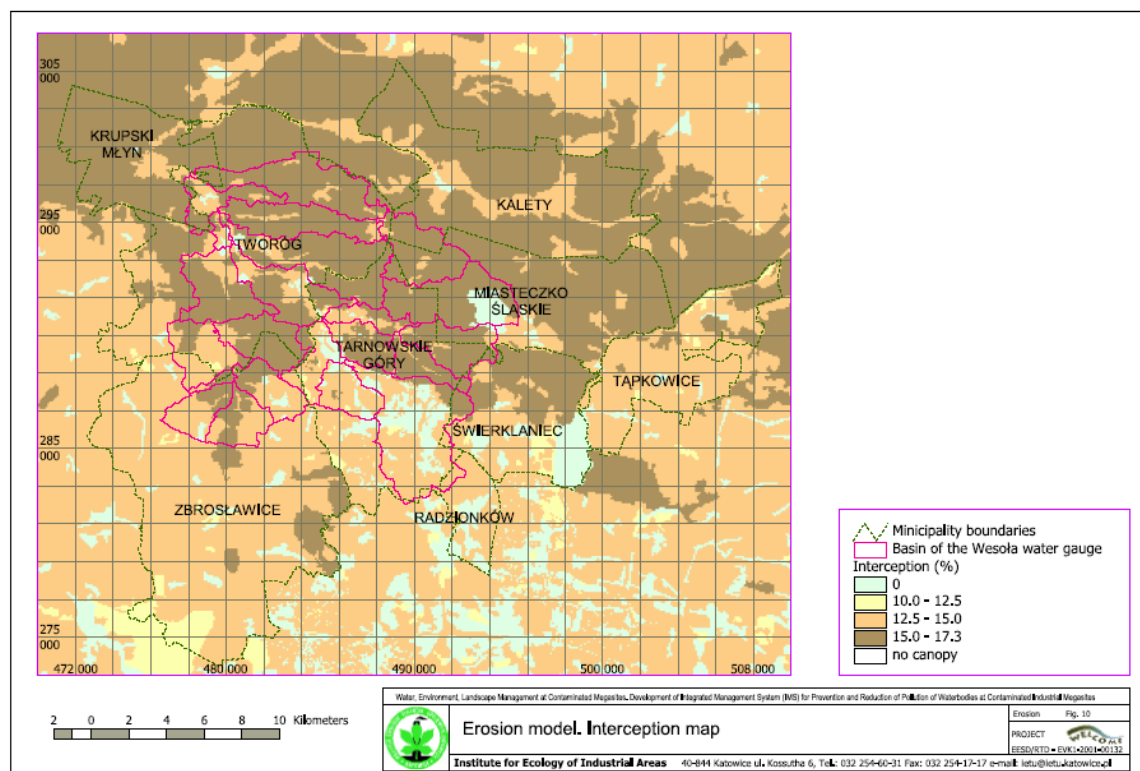 305
000
KRUPSKI
MŁYN
KALETY
295
000
TWORÓG
MIASTECZKO
ŚLĄSKIE
TARNOWSKIE
GÓRY
TĄPKOWICE
ŚWIERKLANIEC
285
000
ZBROSŁAWICE
RADZIONKÓW
275
000
472 000
480 000
490 000
500 000
508 000
Minicipality boundaries
Basin of the Wesoła water gauge
Interception (%)
0
10.0 - 12.5
12.5 - 15.0
15.0 - 17.3
no canopy
2 0 2 4 6 8 10 Kilometers
Water, Environment, Landscape Management at Contaminated Megasites. Development of Integrated Management System (IMS) for Prevention and Reduction of Pollution of Waterbodies at Contaminated Industrial Megasites
Erosion model. Interception map
Erosion Fig. 10
PROJECT WELCOME
EESD/RTD - EVK1-2001-00132
Institute for Ecology of Industrial Areas 40-844 Katowice ul. Kossutha 6, Tel.: 032 254-60-31 Fax: 032 254-17-17 e-mail: ietu@ietu.katowice.pl